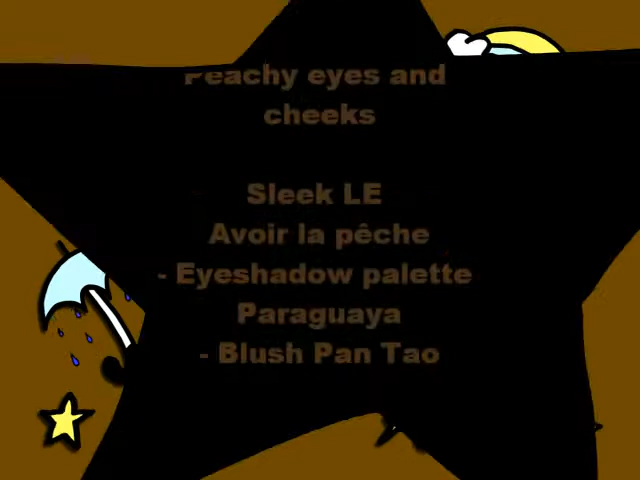 Peachy eyes and
cheeks
Sleek LE
Avoir la pêche
- Eyeshadow palette
Paraguaya
- Blush Pan Tao